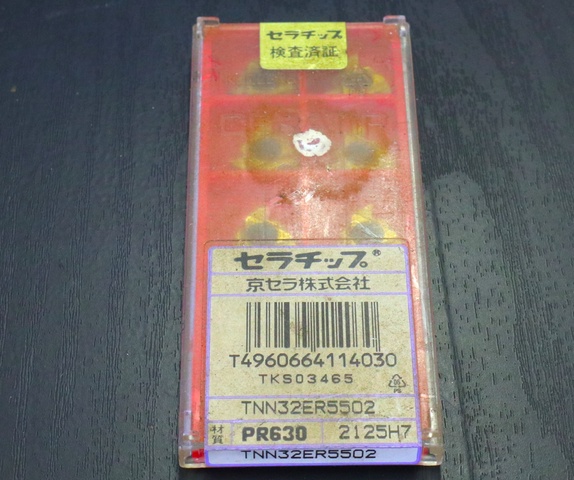 セラチップ
検査済証
セラチップ®
京セラ株式会社
T4960664114030
TKS03465
TNN32ER5502
材質 PR630 2125H7
TNN32ER5502